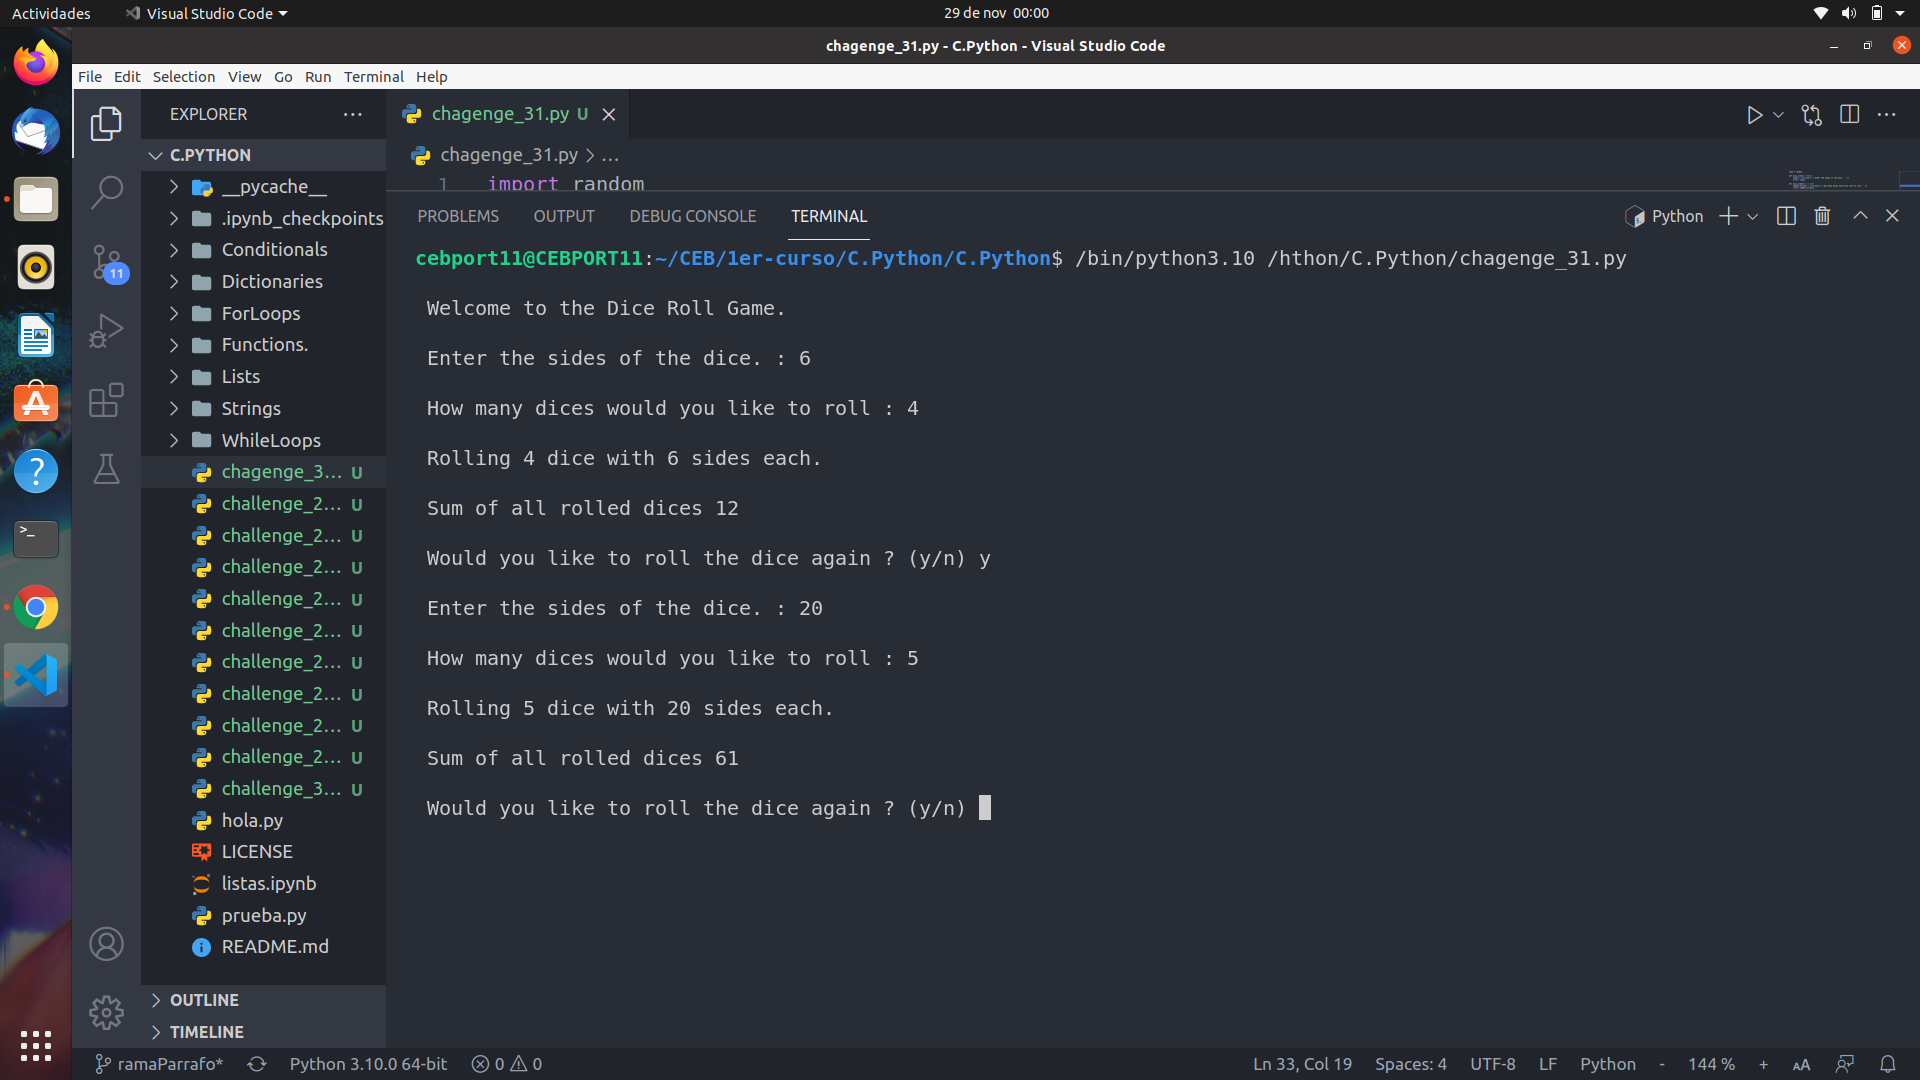 Actividades
Visual Studio Code
29 de nov 00:00
chagenge_31.py - C.Python - Visual Studio Code
File Edit Selection View Go Run Terminal Help
EXPLORER
chagenge_31.py U
C.PYTHON
chagenge_31.py > ...
1 import random
__pycache__
.ipynb_checkpoints
Conditionals
Dictionaries
ForLoops
Functions.
Lists
Strings
WhileLoops
chagenge_3... U
challenge_2... U
challenge_2... U
challenge_2... U
challenge_2... U
challenge_2... U
challenge_2... U
challenge_2... U
challenge_2... U
challenge_2... U
challenge_3... U
hola.py
LICENSE
listas.ipynb
prueba.py
README.md
OUTLINE
TIMELINE
11
PROBLEMS OUTPUT DEBUG CONSOLE TERMINAL
Python
cebport11@CEBPORT11:~/CEB/1er-curso/C.Python/C.Python$ /bin/python3.10 /hthon/C.Python/chagenge_31.py
Welcome to the Dice Roll Game.
Enter the sides of the dice. : 6
How many dices would you like to roll : 4
Rolling 4 dice with 6 sides each.
Sum of all rolled dices 12
Would you like to roll the dice again ? (y/n) y
Enter the sides of the dice. : 20
How many dices would you like to roll : 5
Rolling 5 dice with 20 sides each.
Sum of all rolled dices 61
Would you like to roll the dice again ? (y/n)
ramaParrafo* Python 3.10.0 64-bit 0 0 Ln 33, Col 19 Spaces: 4 UTF-8 LF Python - 144 % + AA